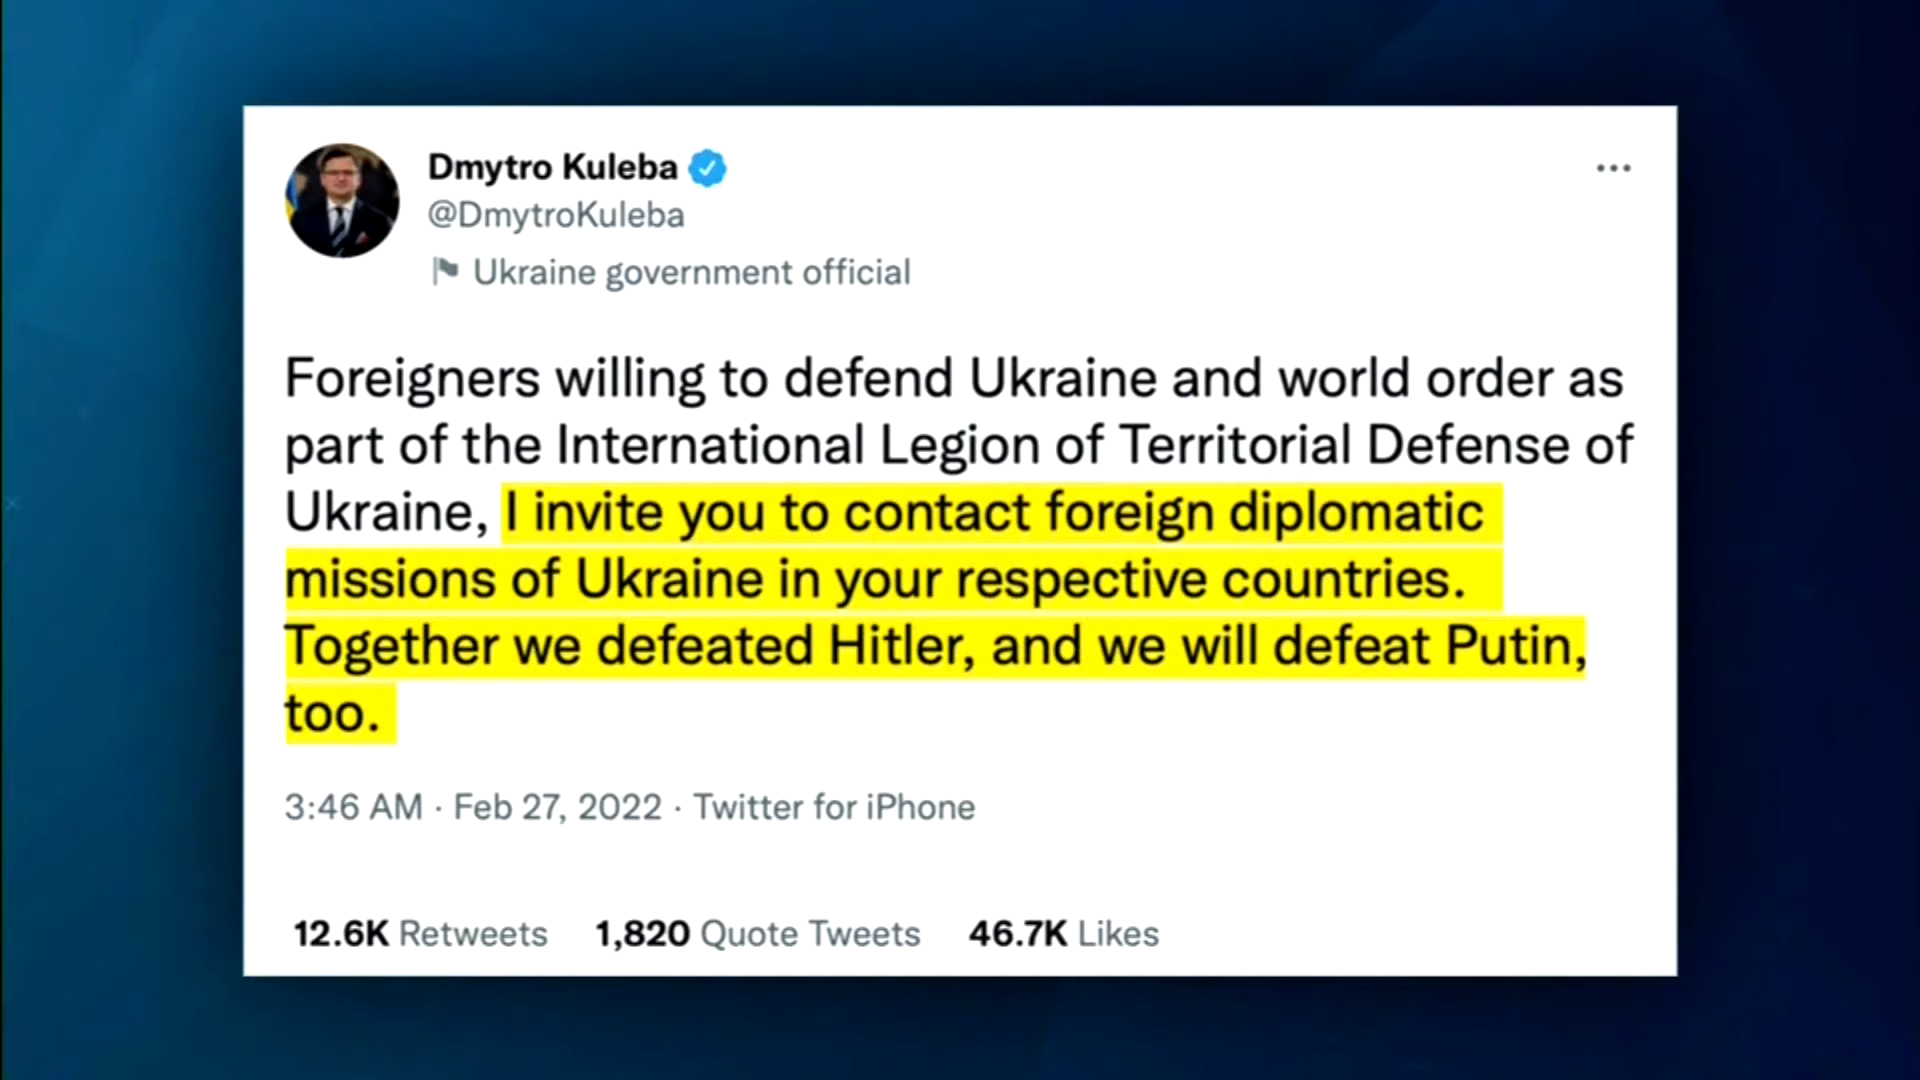 Dmytro Kuleba
@DmytroKuleba
Ukraine government official
Foreigners willing to defend Ukraine and world order as
part of the International Legion of Territorial Defense of
Ukraine, I invite you to contact foreign diplomatic
missions of Ukraine in your respective countries.
Together we defeated Hitler, and we will defeat Putin,
too.
3:46 AM · Feb 27, 2022 · Twitter for iPhone
12.6K Retweets 1,820 Quote Tweets 46.7K Likes